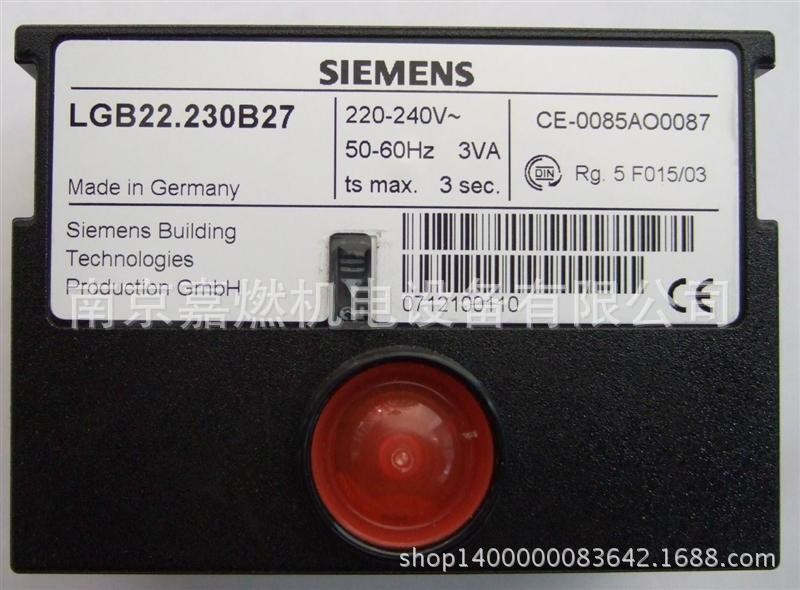 SIEMENS
LGB22.230B27
220-240V~
50-60Hz 3VA
ts max. 3 sec.
CE-0085AO0087
DIN Rg. 5 F015/03
Made in Germany
Siemens Building
Technologies
Production GmbH
0712100110
CE
南京嘉燃机电设备有限公司
shop1400000083642.1688.com